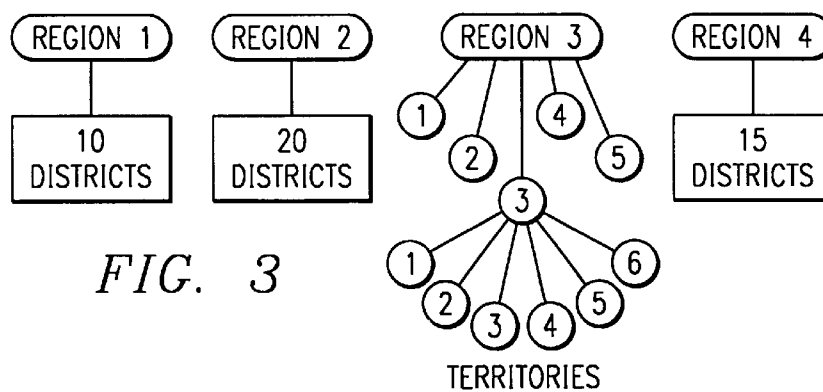 REGION 1
REGION 2
REGION 3
REGION 4
10
DISTRICTS
20
DISTRICTS
1
2
3
4
5
15
DISTRICTS
1
2
3
4
5
6
TERRITORIES
FIG. 3